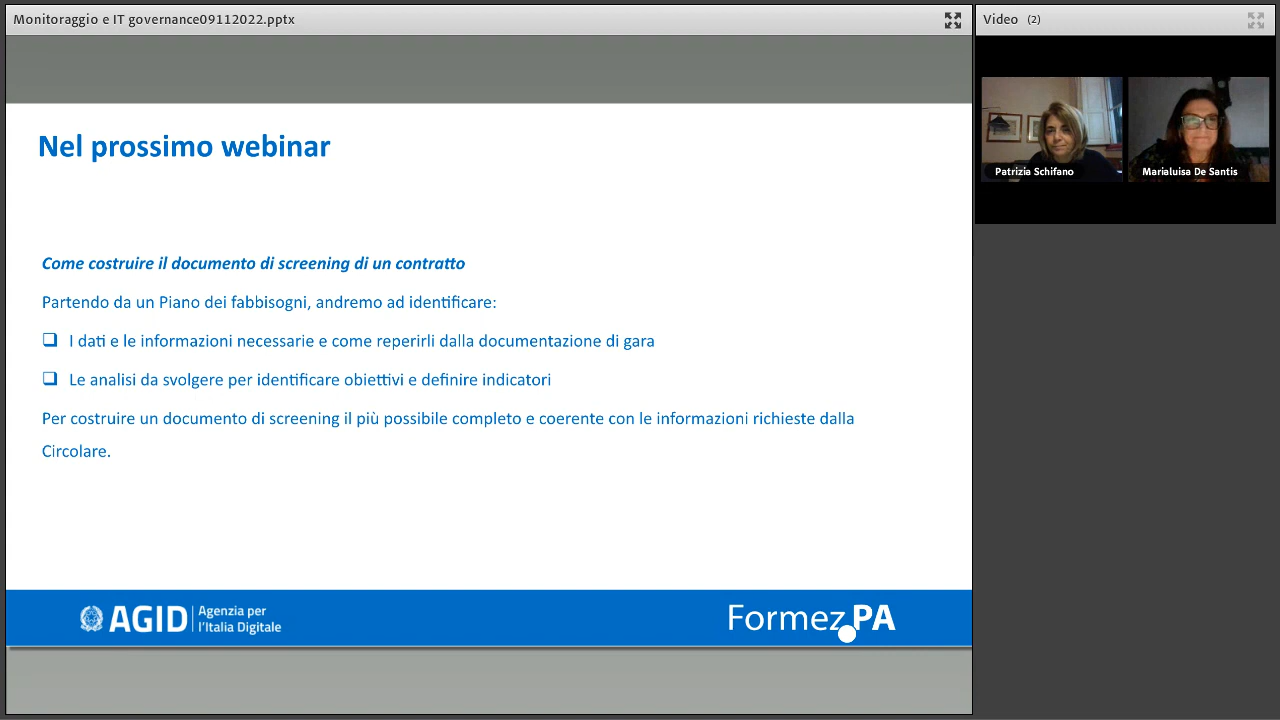 Monitoraggio e IT governance09112022.pptx
Video (2)
Patrizia Schifano
Marialuisa De Santis
Nel prossimo webinar
Come costruire il documento di screening di un contratto
Partendo da un Piano dei fabbisogni, andremo ad identificare:
❑ I dati e le informazioni necessarie e come reperirli dalla documentazione di gara
❑ Le analisi da svolgere per identificare obiettivi e definire indicatori
Per costruire un documento di screening il più possibile completo e coerente con le informazioni richieste dalla
Circolare.
AGID
Agenzia per
l'Italia Digitale
Formez PA